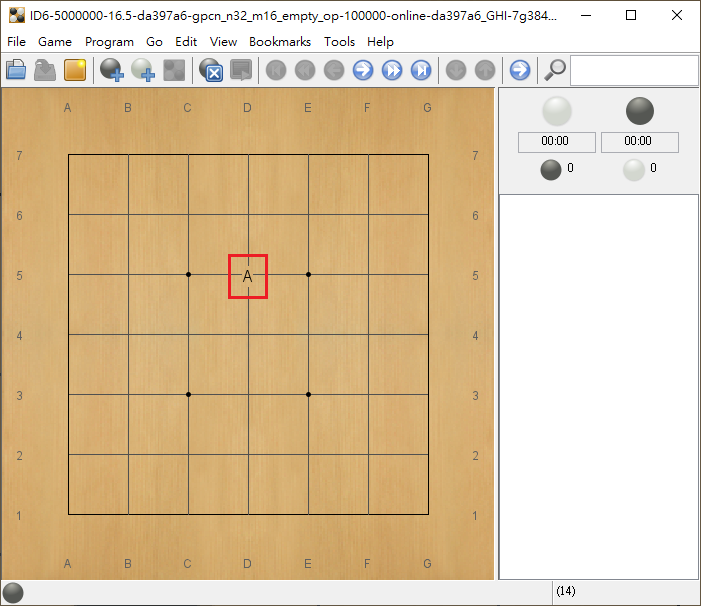 ID6-5000000-16.5-da397a6-gpcn_n32_m16_empty_op-100000-online-da397a6_GHI-7g384...
File Game Program Go Edit View Bookmarks Tools Help
A B C D E F G
00:00 00:00
0 0
7 7
6 6
5 A 5
4 4
3 3
2 2
1 1
A B C D E F G
(14)